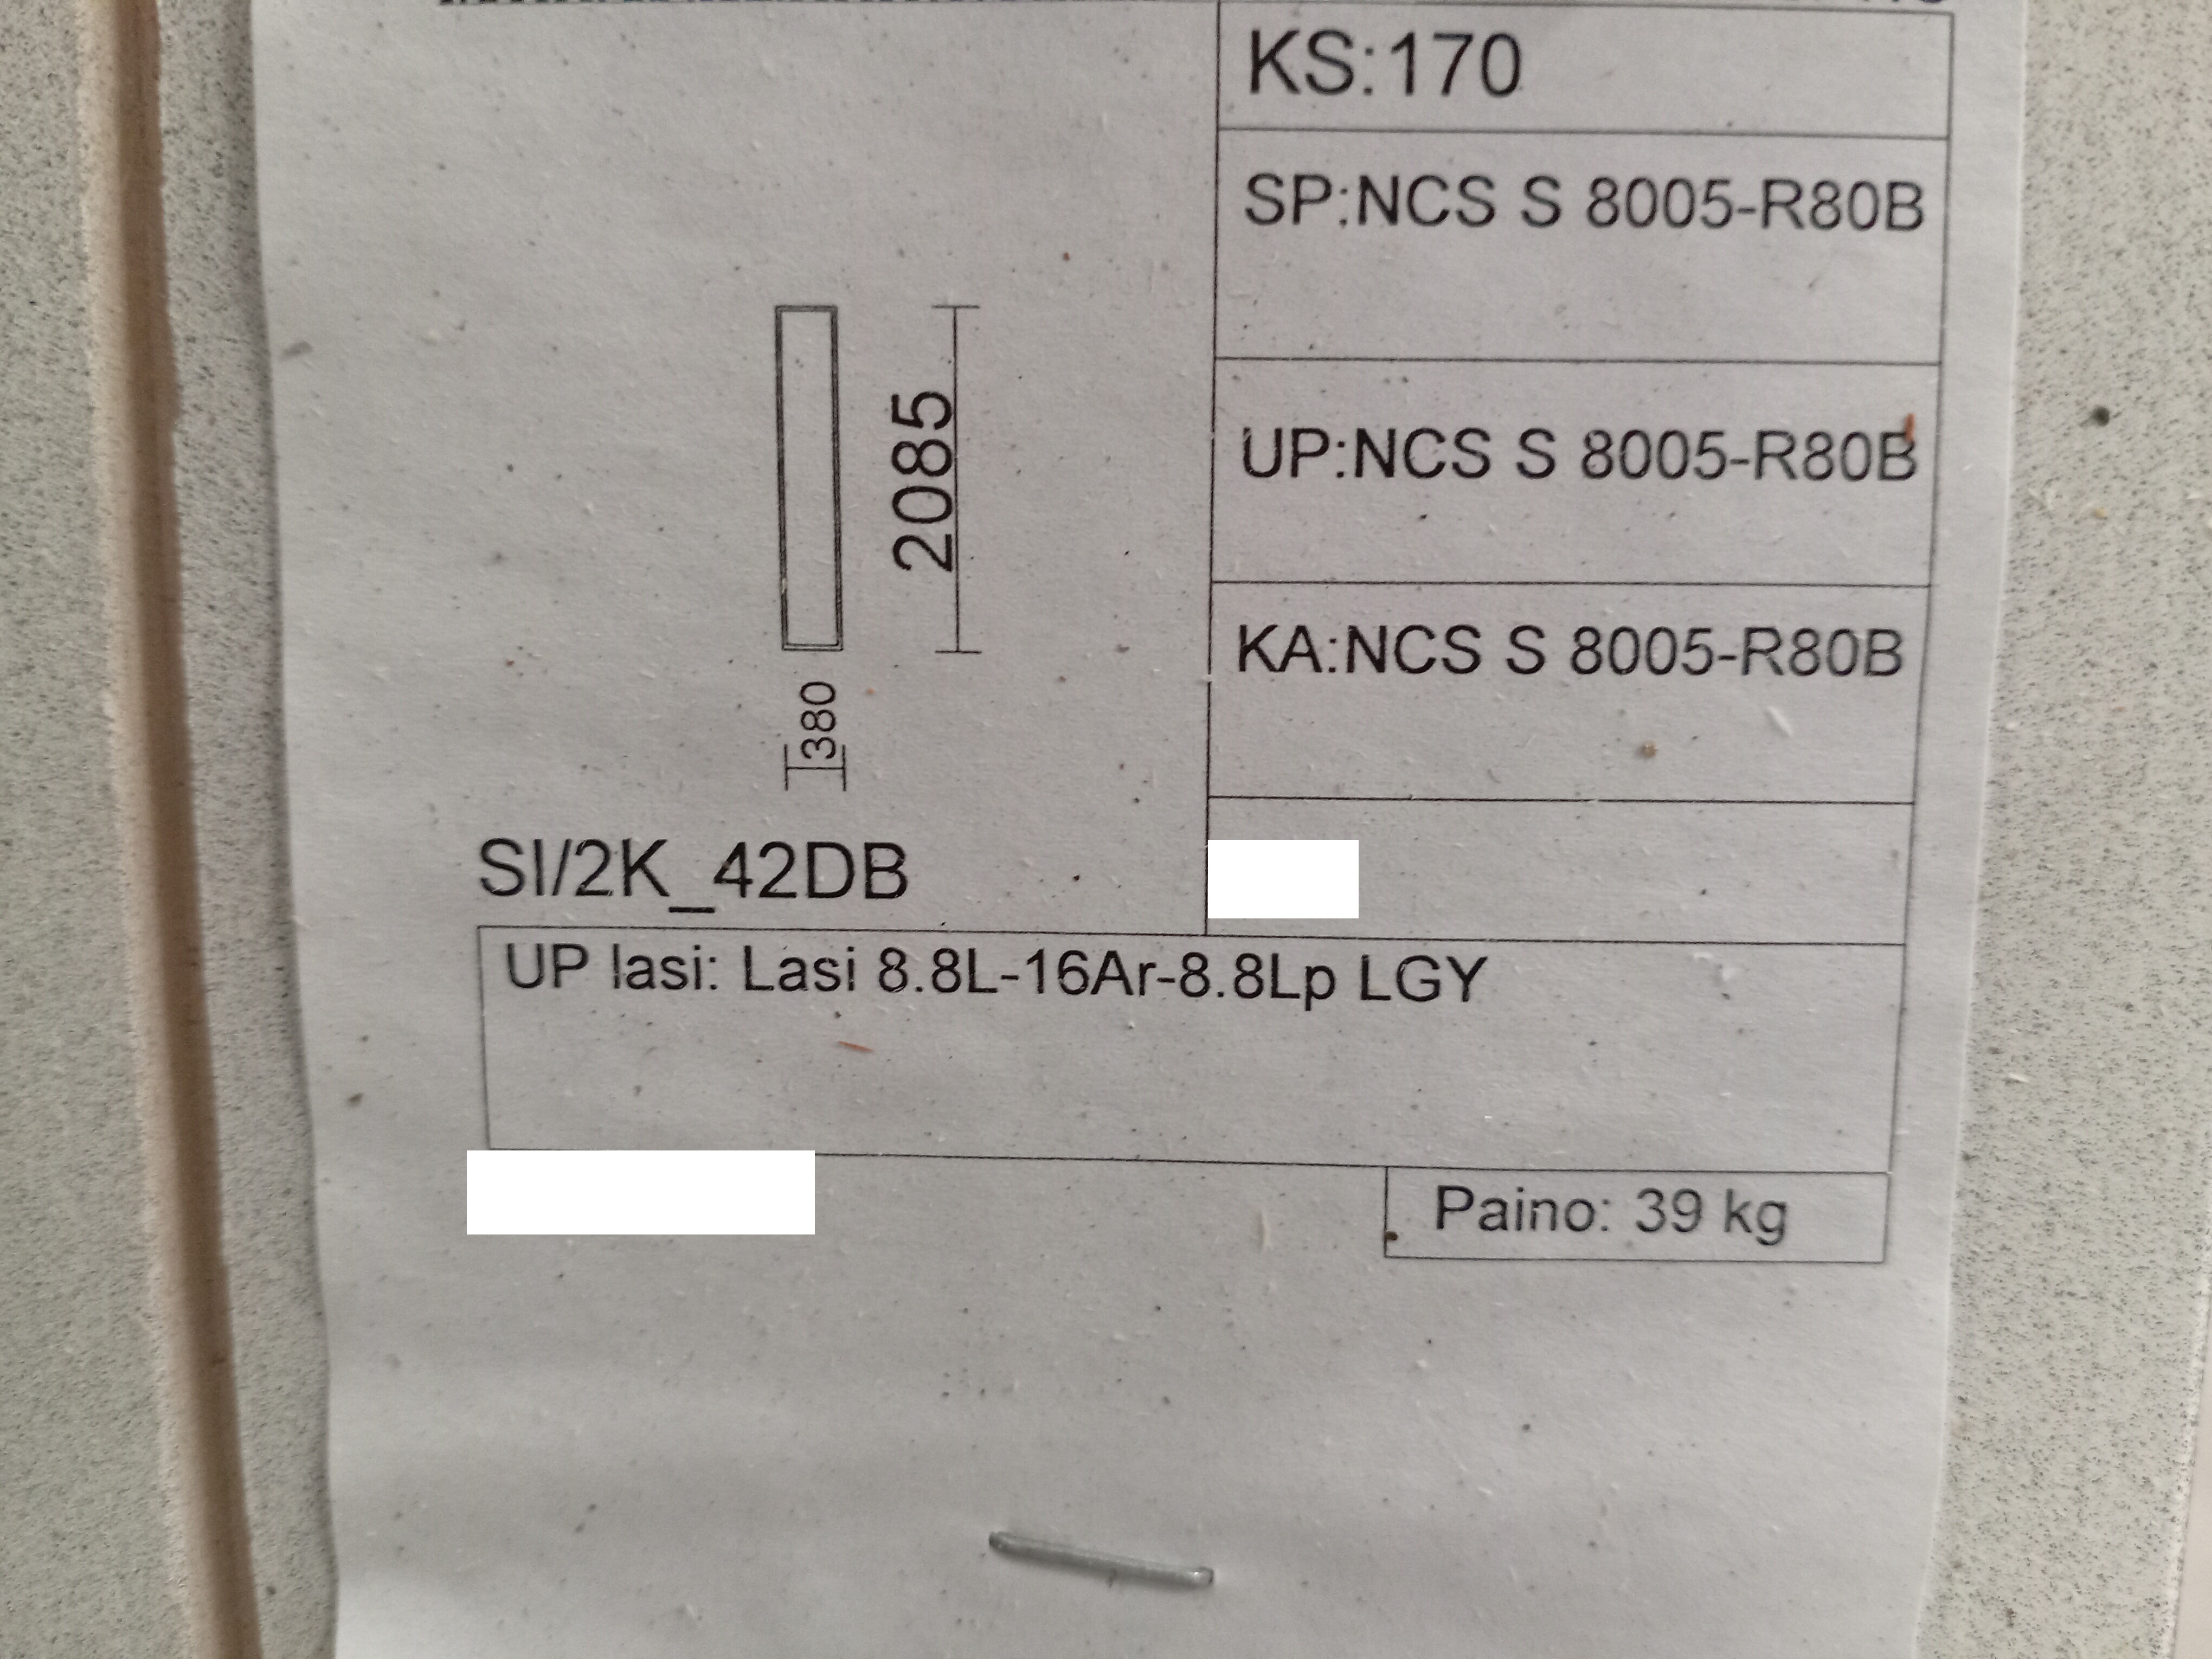 KS:170
SP:NCS S 8005-R80B
2085
UP:NCS S 8005-R80B
KA:NCS S 8005-R80B
380
SI/2K_42DB
UP lasi: Lasi 8.8L-16Ar-8.8Lp LGY
Paino: 39 kg